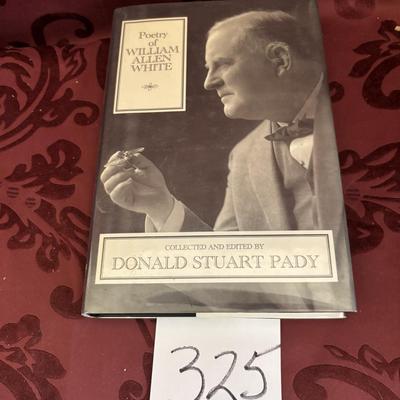 Poetry
of
WILLIAM
ALLEN
WHITE
COLLECTED AND EDITED BY
DONALD STUART PADY
325